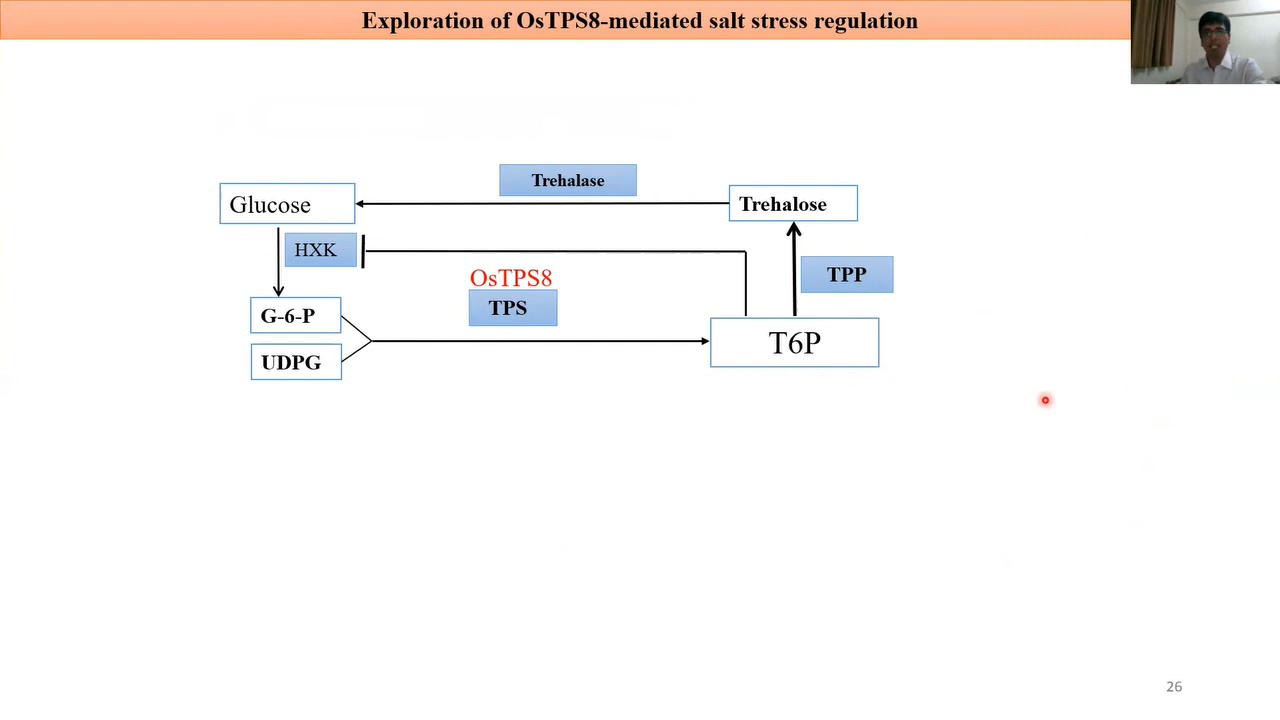 Exploration of OsTPS8-mediated salt stress regulation
Trehalase
Glucose
Trehalose
HXK
OsTPS8
TPP
TPS
G-6-P
T6P
UDPG
26